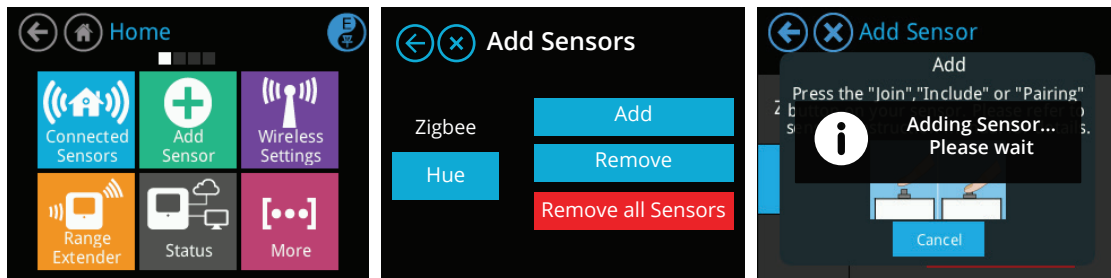 Home
E
平
Connected
Sensors
Add
Sensor
Wireless
Settings
Range
Extender
Status
[•••]
More
Add Sensors
Zigbee
Hue
Add
Remove
Remove all Sensors
Add Sensor
Add
Press the "Join","Include" or "Pairing"
Adding Sensor...
Please wait
Cancel